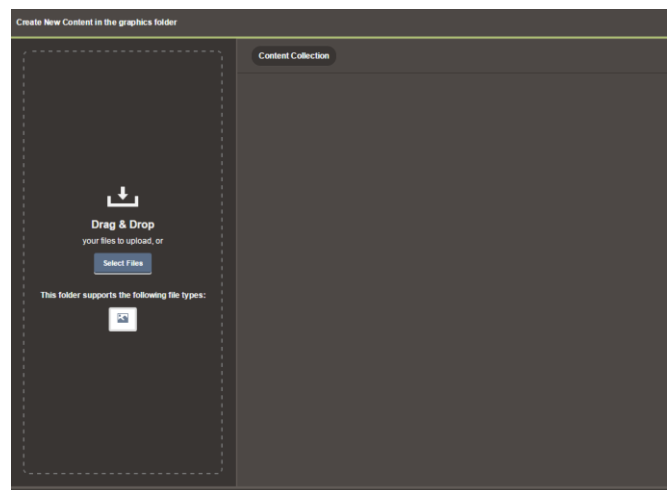 Create New Content in the graphics folder
Content Collection
Drag & Drop
your files to upload, or
Select Files
This folder supports the following file types: